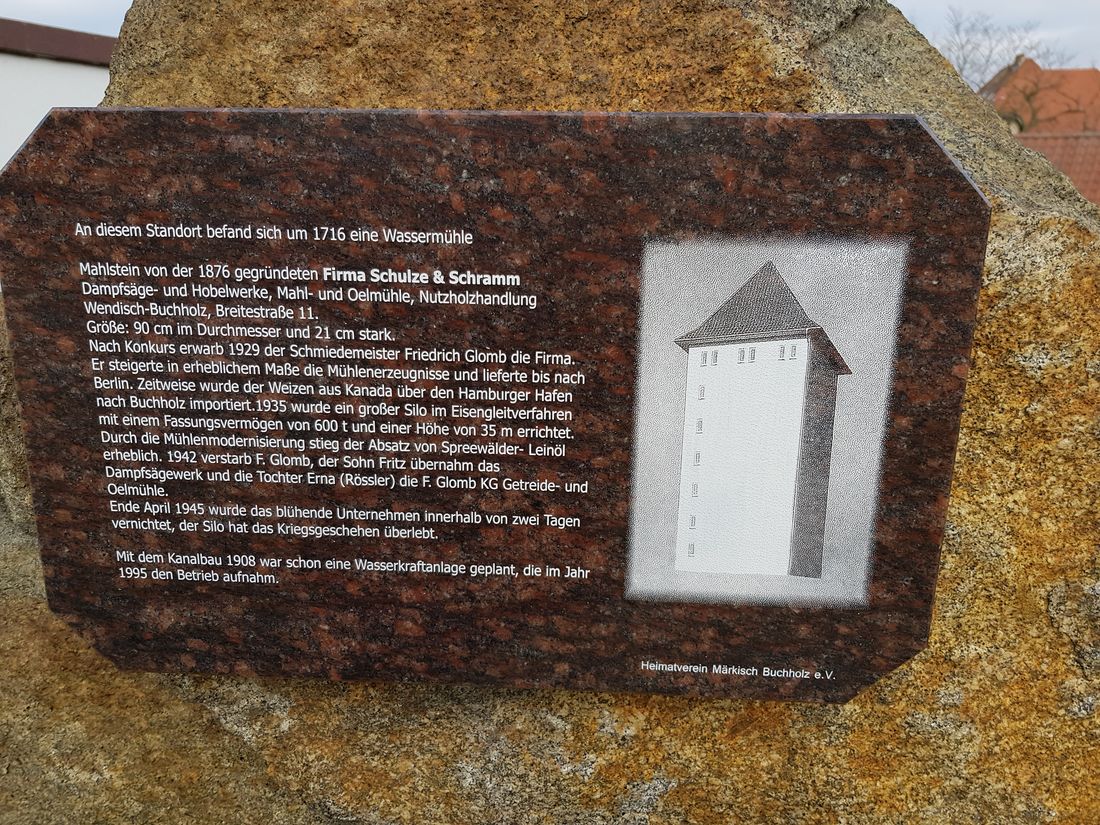 An diesem Standort befand sich um 1716 eine Wassermühle
Mahlstein von der 1876 gegründeten Firma Schulze & Schramm
Dampfsäge- und Hobelwerke, Mahl- und Oelmühle, Nutzholzhandlung
Wendisch-Buchholz, Breitestraße 11.
Größe: 90 cm im Durchmesser und 21 cm stark.
Nach Konkurs erwarb 1929 der Schmiedemeister Friedrich Glomb die Firma.
Er steigerte in erheblichem Maße die Mühlenerzeugnisse und lieferte bis nach
Berlin. Zeitweise wurde der Weizen aus Kanada über den Hamburger Hafen
nach Buchholz importiert.1935 wurde ein großer Silo im Eisengleitverfahren
mit einem Fassungsvermögen von 600 t und einer Höhe von 35 m errichtet.
Durch die Mühlenmodernisierung stieg der Absatz von Spreewälder- Leinöl
erheblich. 1942 verstarb F. Glomb, der Sohn Fritz übernahm das
Dampfsägewerk und die Tochter Erna (Rössler) die F. Glomb KG Getreide- und
Oelmühle.
Ende April 1945 wurde das blühende Unternehmen innerhalb von zwei Tagen
vernichtet, der Silo hat das Kriegsgeschehen überlebt.
Mit dem Kanalbau 1908 war schon eine Wasserkraftanlage geplant, die im Jahr
1995 den Betrieb aufnahm.
Heimatverein Märkisch Buchholz e.V.